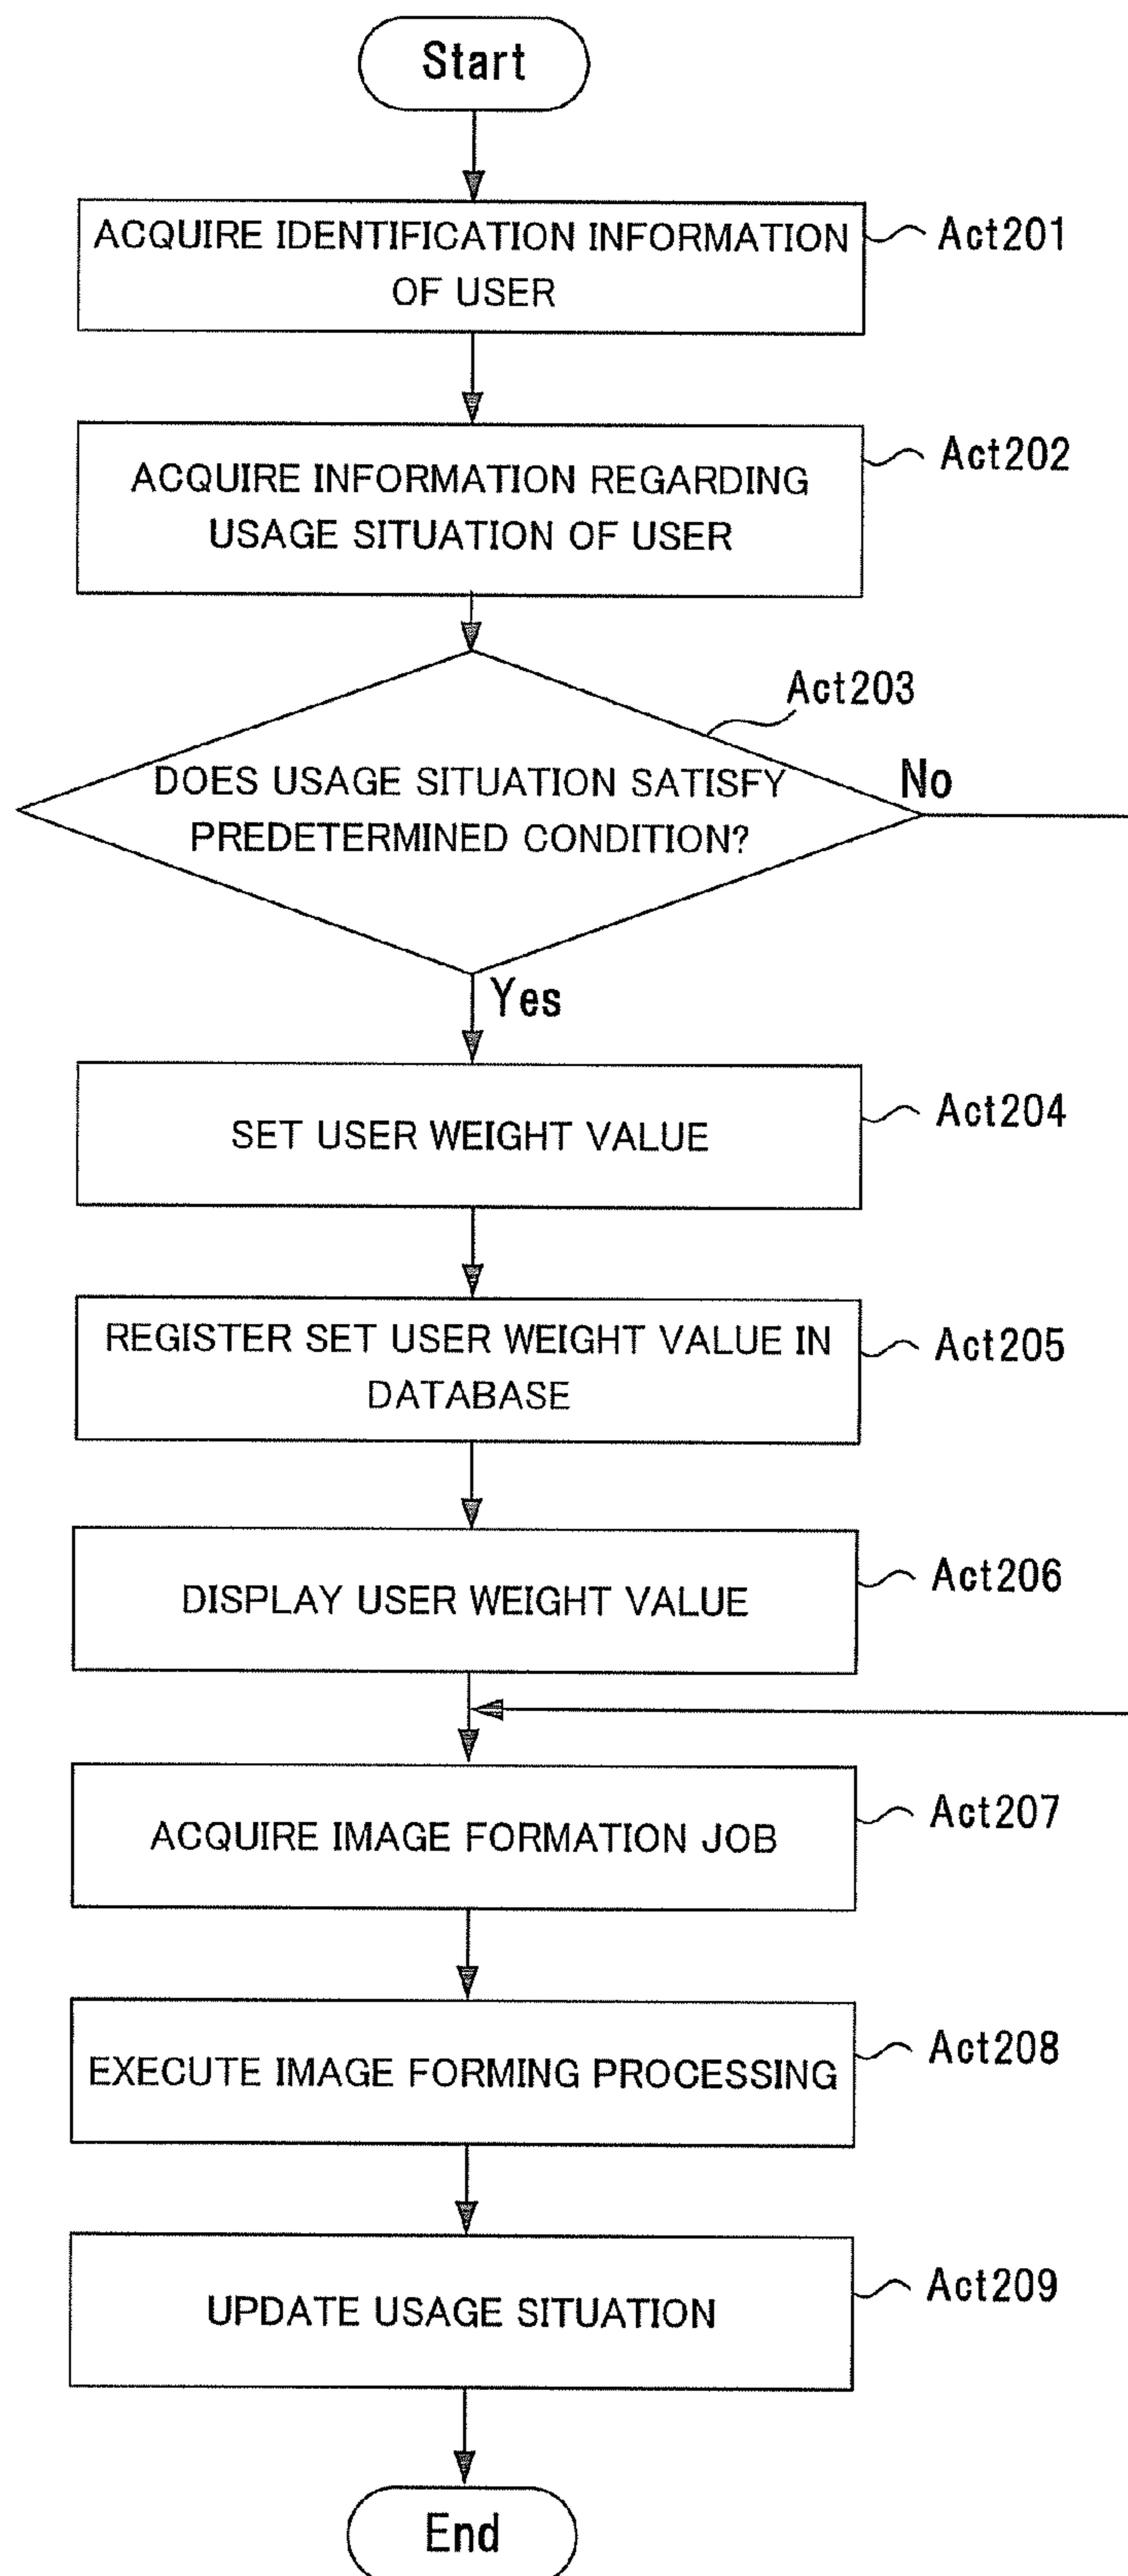 Start
ACQUIRE IDENTIFICATION INFORMATION
OF USER
Act201
ACQUIRE INFORMATION REGARDING
USAGE SITUATION OF USER
Act202
Act203
DOES USAGE SITUATION SATISFY
PREDETERMINED CONDITION?
No
Yes
SET USER WEIGHT VALUE
Act204
REGISTER SET USER WEIGHT VALUE IN
DATABASE
Act205
DISPLAY USER WEIGHT VALUE
Act206
ACQUIRE IMAGE FORMATION JOB
Act207
EXECUTE IMAGE FORMING PROCESSING
Act208
UPDATE USAGE SITUATION
Act209
End